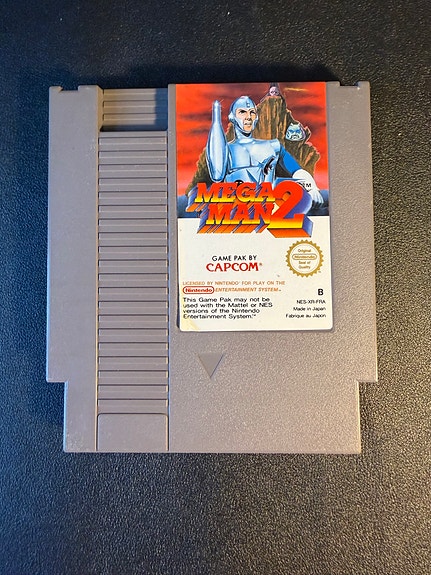 MEGA
MAN 2
TM
GAME PAK BY
CAPCOM®
Original
Nintendo
Seal of
Quality
LICENSED BY NINTENDO® FOR PLAY ON THE
Nintendo ENTERTAINMENT SYSTEM™
B
This Game Pak may not be
used with the Mattel or NES
versions of the Nintendo
Entertainment System.™
NES-XR-FRA
Made in Japan
Fabriqué au Japon